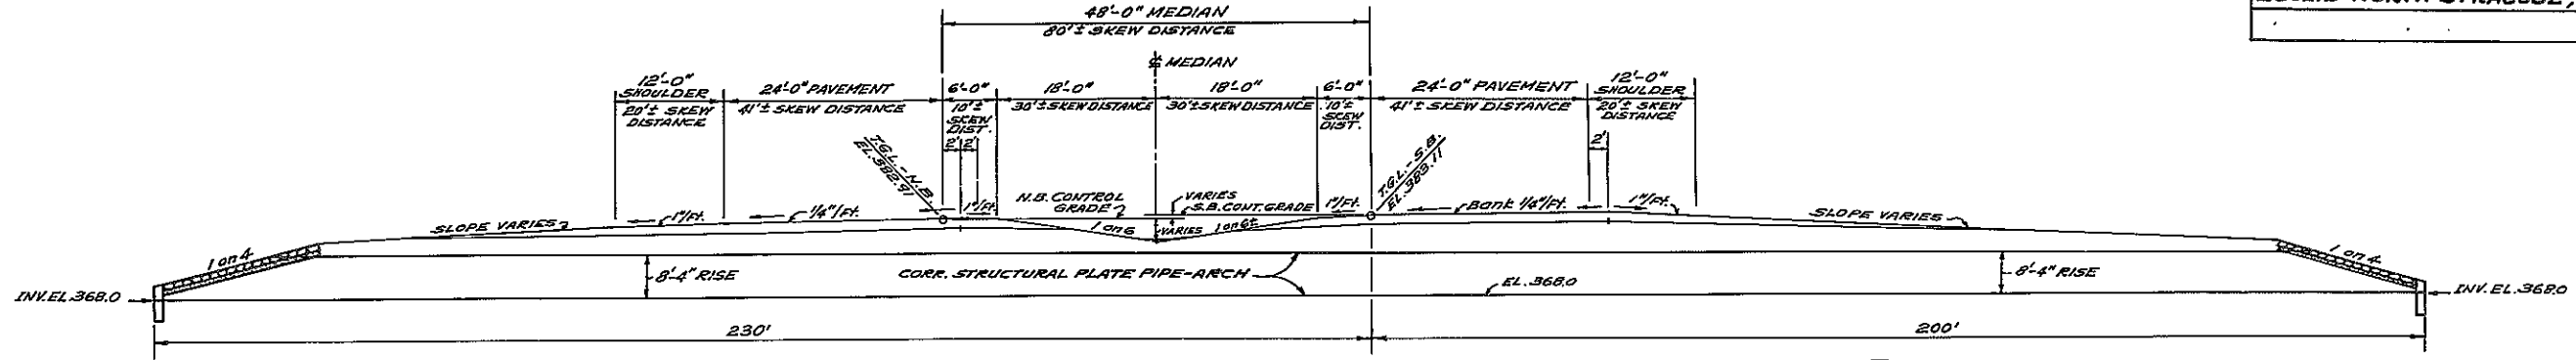 48'-0" MEDIAN
80'± SKEW DISTANCE
℄ MEDIAN
12'-0"
SHOULDER
20'± SKEW
DISTANCE
24'-0" PAVEMENT
41'± SKEW DISTANCE
6'-0"
10'±
SKEW
DIST.
18'-0"
30'± SKEW DISTANCE
18'-0"
30'± SKEW DISTANCE
6'-0"
10'±
SKEW
DIST.
24'-0" PAVEMENT
41'± SKEW DISTANCE
12'-0"
SHOULDER
20'± SKEW
DISTANCE
2' 2'
2'
T.G.L.-N.B.
EL.382.91
T.G.L.-S.B.
EL.383.11
SLOPE VARIES
1"/Ft.
1/4"/Ft.
1"/Ft.
N.B. CONTROL
GRADE
VARIES
S.B. CONT. GRADE
1"/Ft.
Bank 1/4"/Ft.
1"/Ft.
SLOPE VARIES
1 on 4
1 on 6
VARIES
1 on 6±
1 on 4
8'-4" RISE
CORR. STRUCTURAL PLATE PIPE-ARCH
8'-4" RISE
INV. EL. 368.0
EL. 368.0
INV. EL. 368.0
230'
200'